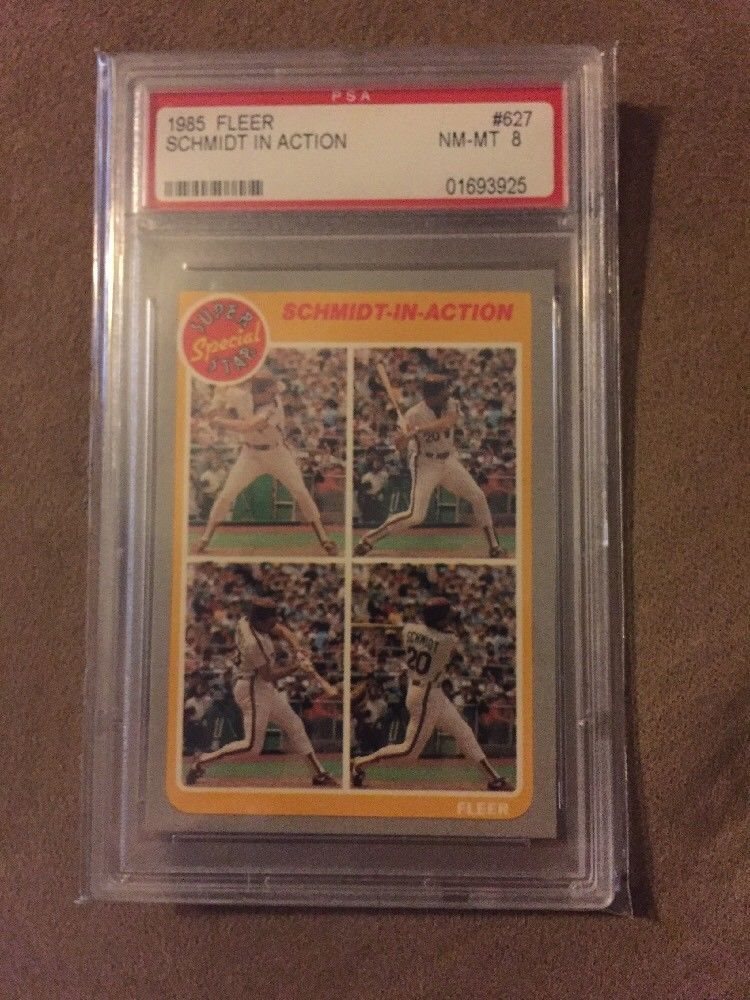 PSA
1985 FLEER #627
SCHMIDT IN ACTION NM-MT 8
01693925
SUPER Special STAR
SCHMIDT-IN-ACTION
20
SCHMIDT
20
FLEER